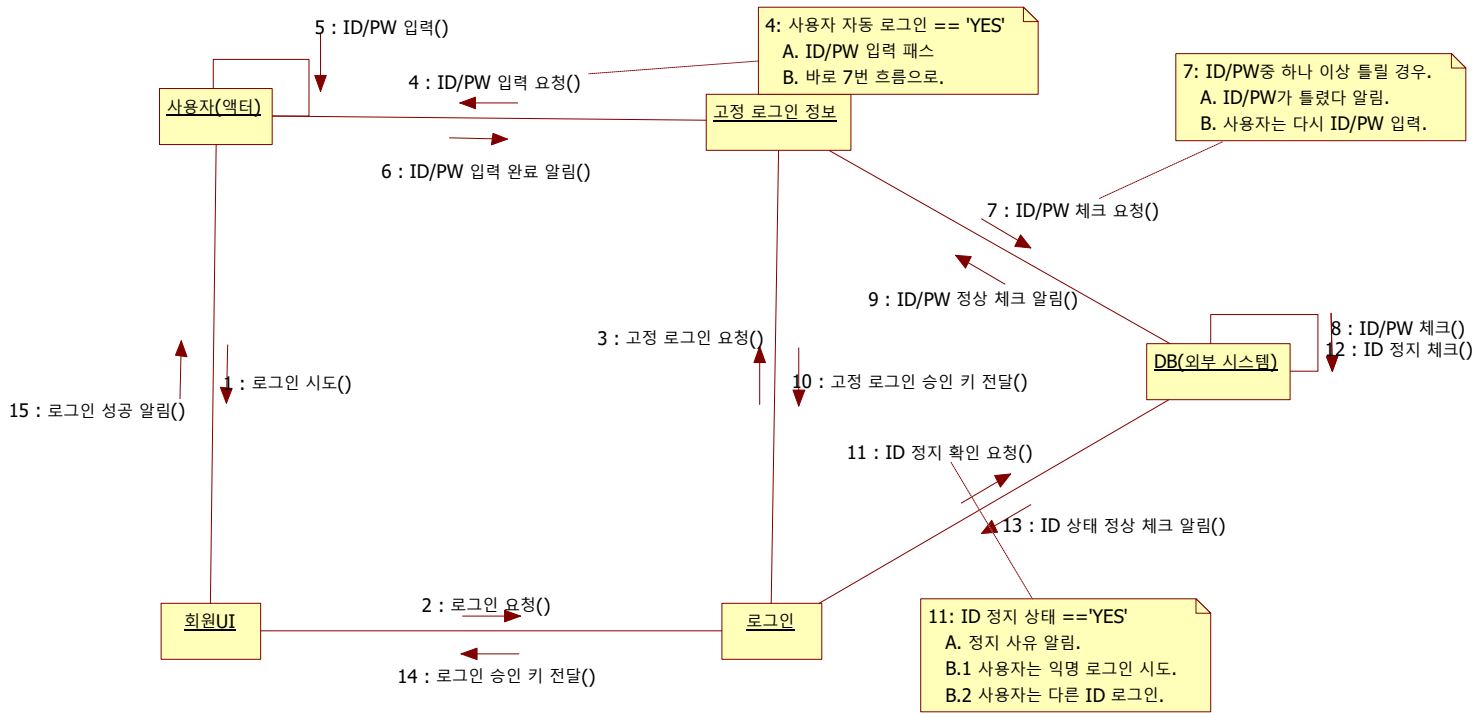 5 : ID/PW 입력()
4: 사용자 자동 로그인 == 'YES'
A. ID/PW 입력 패스
B. 바로 7번 흐름으로.
4 : ID/PW 입력 요청()
7: ID/PW중 하나 이상 틀릴 경우.
A. ID/PW가 틀렸다 알림.
B. 사용자는 다시 ID/PW 입력.
사용자(액터)
고정 로그인 정보
6 : ID/PW 입력 완료 알림()
7 : ID/PW 체크 요청()
9 : ID/PW 정상 체크 알림()
8 : ID/PW 체크()
12 : ID 정지 체크()
3 : 고정 로그인 요청()
DB(외부 시스템)
1 : 로그인 시도()
10 : 고정 로그인 승인 키 전달()
15 : 로그인 성공 알림()
11 : ID 정지 확인 요청()
13 : ID 상태 정상 체크 알림()
2 : 로그인 요청()
회원UI
로그인
11: ID 정지 상태 =='YES'
A. 정지 사유 알림.
B.1 사용자는 익명 로그인 시도.
B.2 사용자는 다른 ID 로그인.
14 : 로그인 승인 키 전달()